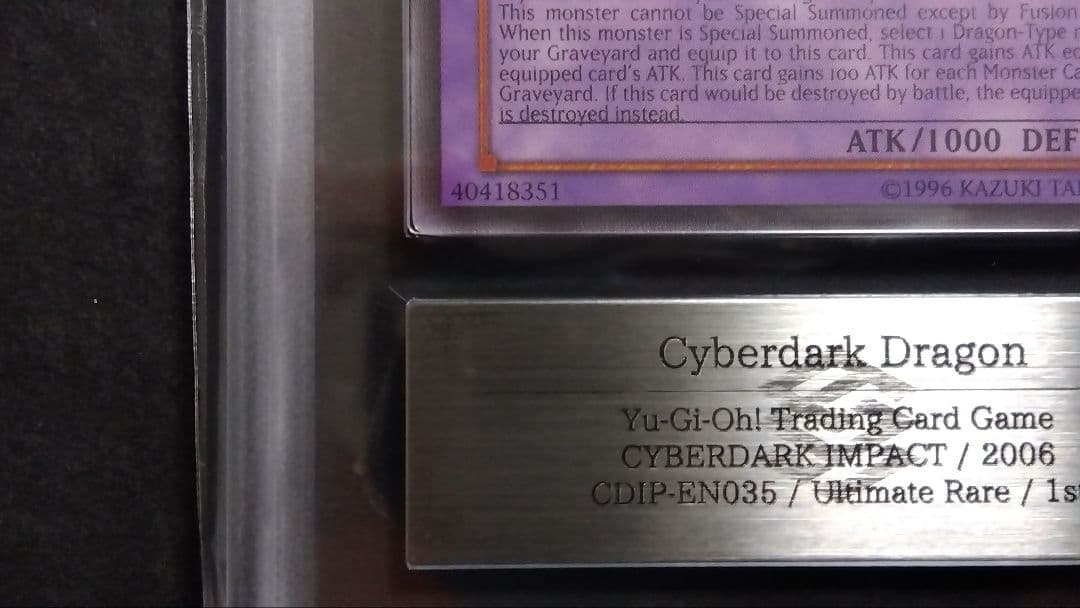 This monster cannot be Special Summoned except by Fusion
When this monster is Special Summoned, select 1 Dragon-Type
your Graveyard and equip it to this card. This card gains ATK
equipped card's ATK. This card gains 100 ATK for each Monster
Graveyard. If this card would be destroyed by battle, the
is destroyed instead.
ATK/1000 DEF
40418351
©1996 KAZUKI
Cyberdark Dragon
Yu-Gi-Oh! Trading Card Game
CYBERDARK IMPACT / 2006
CDIP-EN035 / Ultimate Rare /